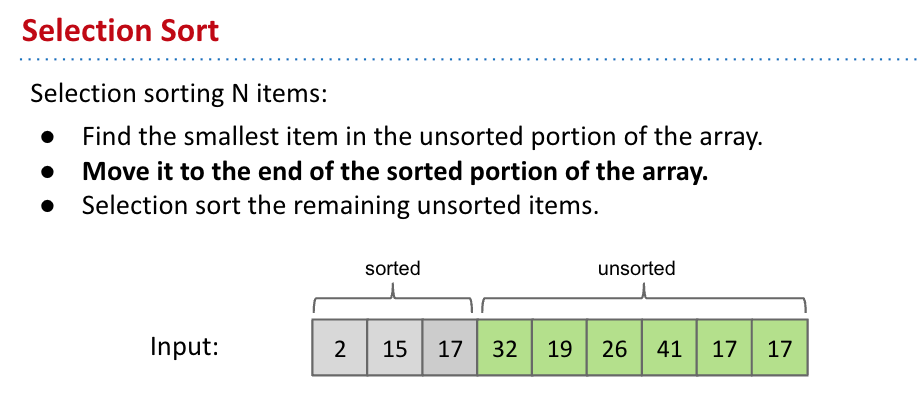 Selection Sort
Selection sorting N items:
● Find the smallest item in the unsorted portion of the array.
● Move it to the end of the sorted portion of the array.
● Selection sort the remaining unsorted items.
sorted unsorted
Input: 2 15 17 32 19 26 41 17 17